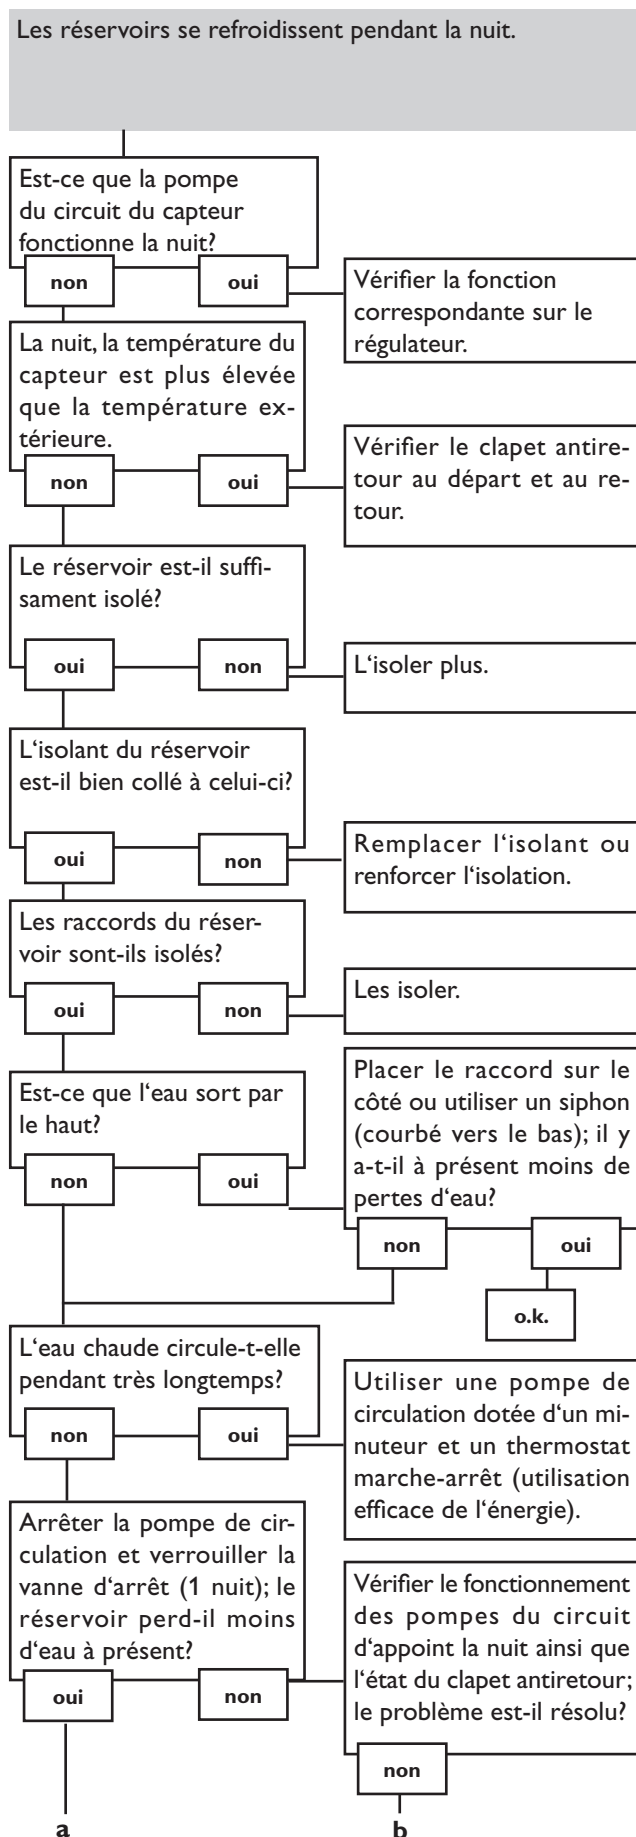 Les réservoirs se refroidissent pendant la nuit.
Est-ce que la pompe
du circuit du capteur
fonctionne la nuit?
non
oui
Vérifier la fonction
correspondante sur le
régulateur.
La nuit, la température du
capteur est plus élevée
que la température ex-
térieure.
non
oui
Vérifier le clapet antire-
tour au départ et au re-
tour.
Le réservoir est-il suffi-
sament isolé?
oui
non
L‘isoler plus.
L‘isolant du réservoir
est-il bien collé à celui-ci?
oui
non
Remplacer l‘isolant ou
renforcer l‘isolation.
Les raccords du réser-
voir sont-ils isolés?
oui
non
Les isoler.
Est-ce que l‘eau sort par
le haut?
non
oui
Placer le raccord sur le
côté ou utiliser un siphon
(courbé vers le bas); il y
a-t-il à présent moins de
pertes d‘eau?
non
oui
o.k.
L‘eau chaude circule-t-elle
pendant très longtemps?
non
oui
Utiliser une pompe de
circulation dotée d‘un mi-
nuteur et un thermostat
marche-arrêt (utilisation
efficace de l‘énergie).
Arrêter la pompe de cir-
culation et verrouiller la
vanne d‘arrêt (1 nuit); le
réservoir perd-il moins
d‘eau à présent?
oui
non
Vérifier le fonctionnement
des pompes du circuit
d‘appoint la nuit ainsi que
l‘état du clapet antiretour;
le problème est-il résolu?
non
a
b